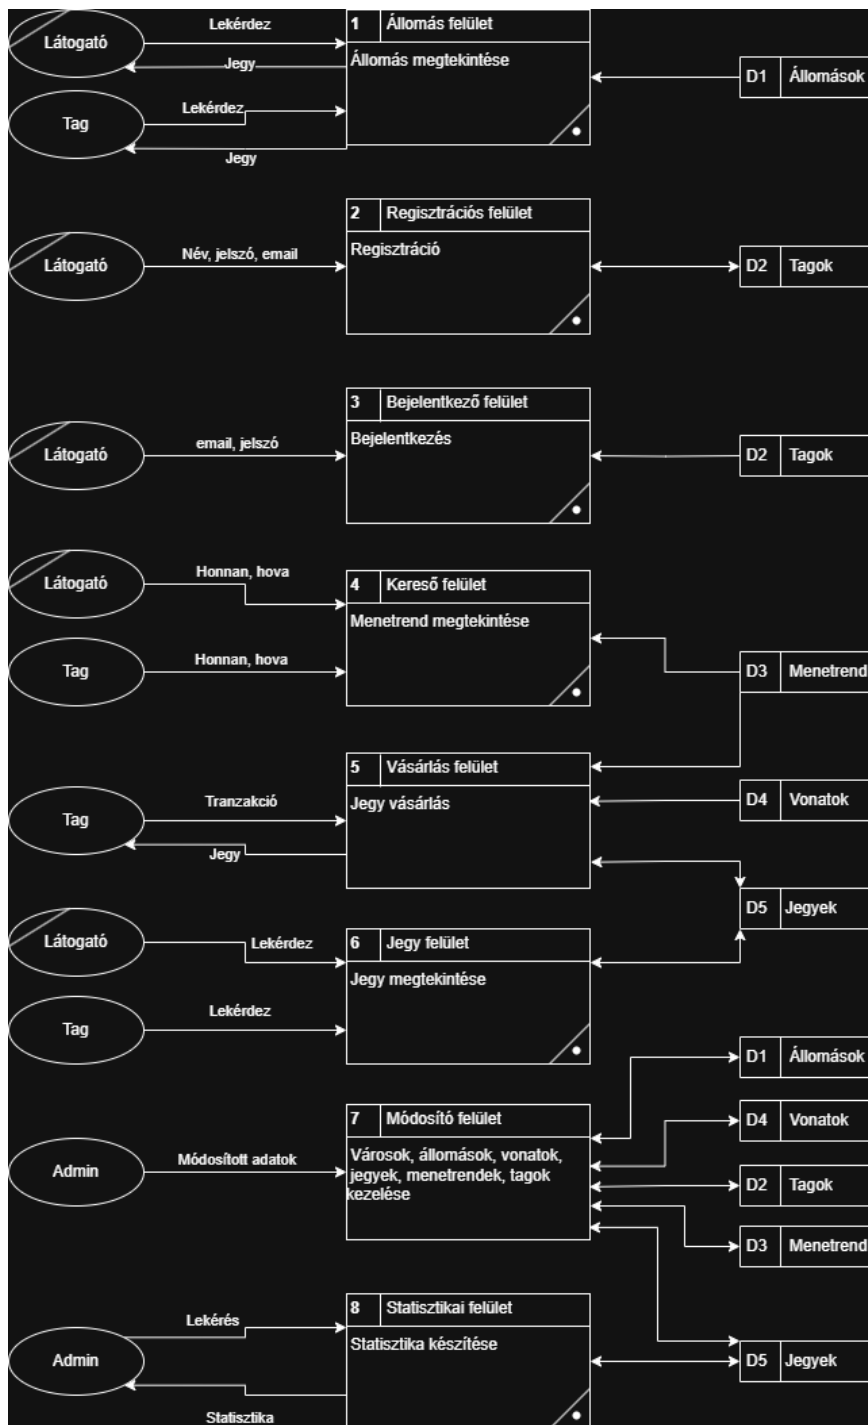 Látogató
Lekérdez
Jegy
1 Állomás felület
Állomás megtekintése
D1 Állomások
Tag
Lekérdez
Jegy
2 Regisztrációs felület
Látogató
Név, jelszó, email
Regisztráció
D2 Tagok
3 Bejelentkező felület
Látogató
email, jelszó
Bejelentkezés
D2 Tagok
Látogató
Honnan, hova
4 Kereső felület
Menetrend megtekintése
Tag
Honnan, hova
D3 Menetrend
5 Vásárlás felület
Tag
Tranzakció
Jegy
Jegy vásárlás
D4 Vonatok
D5 Jegyek
Látogató
Lekérdez
6 Jegy felület
Jegy megtekintése
Tag
Lekérdez
D1 Állomások
7 Módosító felület
D4 Vonatok
Admin
Módosított adatok
Városok, állomások, vonatok,
jegyek, menetrendek, tagok
kezelése
D2 Tagok
D3 Menetrend
8 Statisztikai felület
Lekérés
Admin
Statisztika készítése
D5 Jegyek
Statisztika